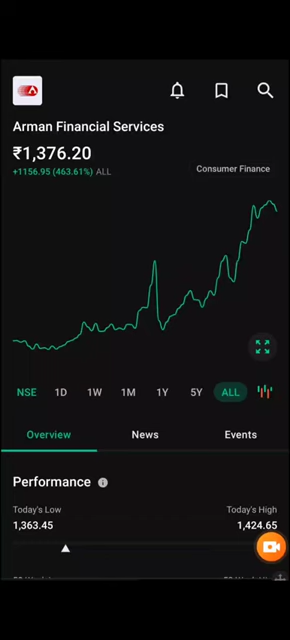 Arman Financial Services
₹1,376.20
+1156.95 (463.61%) ALL
Consumer Finance
NSE 1D 1W 1M 1Y 5Y ALL
Overview News Events
Performance
Today's Low Today's High
1,363.45 1,424.65